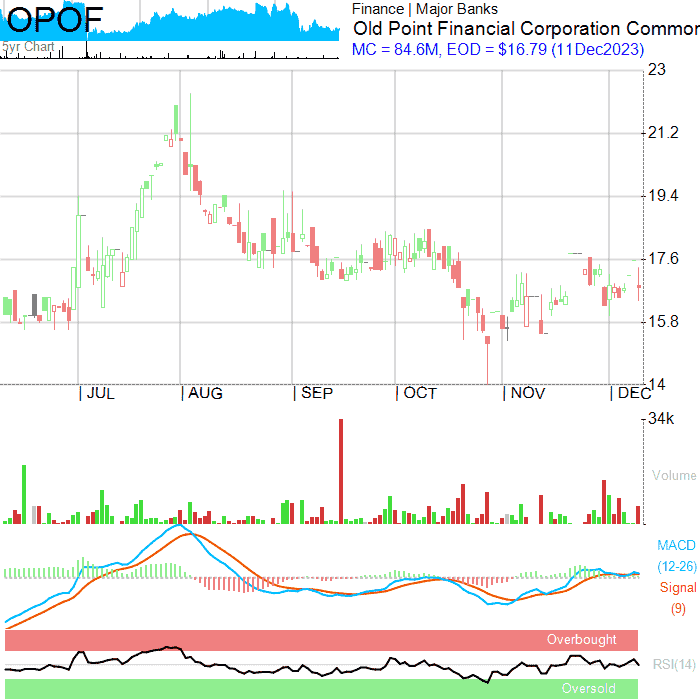 OPOF
5yr Chart
Finance | Major Banks
Old Point Financial Corporation Common
MC = 84.6M, EOD = $16.79 (11Dec2023)
23
21.2
19.4
17.6
15.8
14
JUL AUG SEP OCT NOV DEC
34k
Volume
MACD
(12-26)
Signal
(9)
Overbought
RSI(14)
Oversold